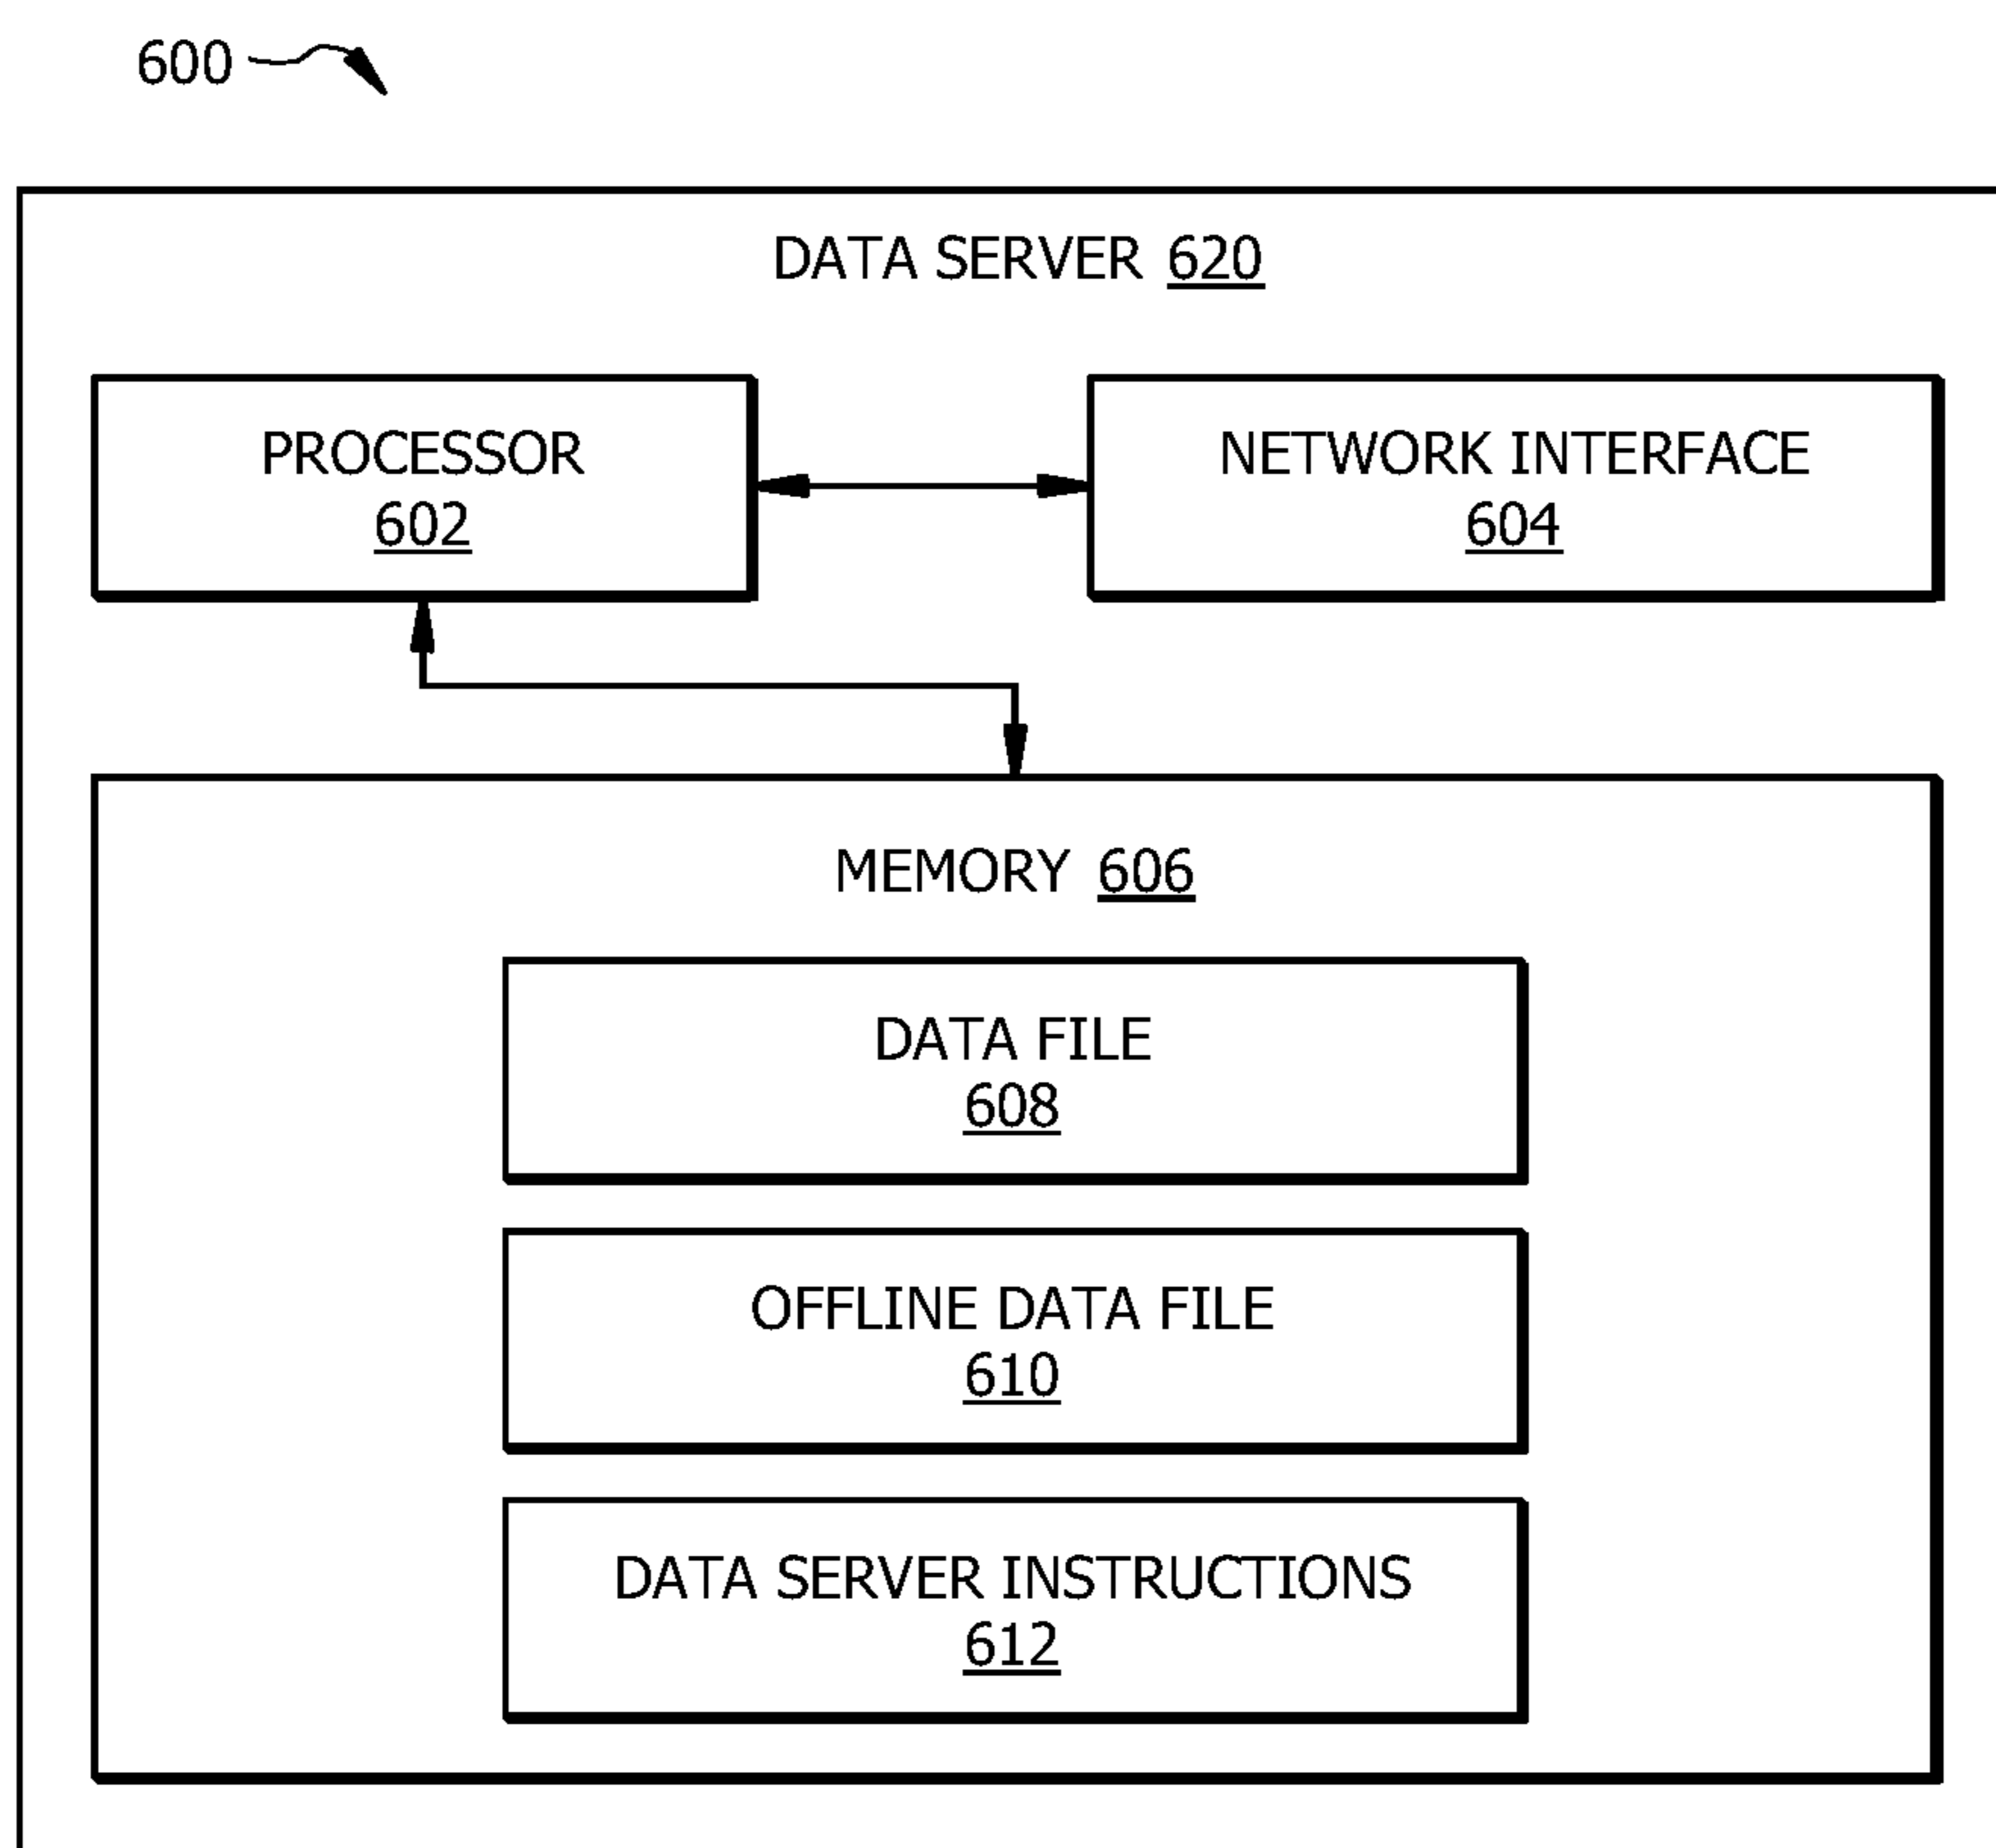 600
DATA SERVER 620
PROCESSOR
602
NETWORK INTERFACE
604
MEMORY 606
DATA FILE
608
OFFLINE DATA FILE
610
DATA SERVER INSTRUCTIONS
612